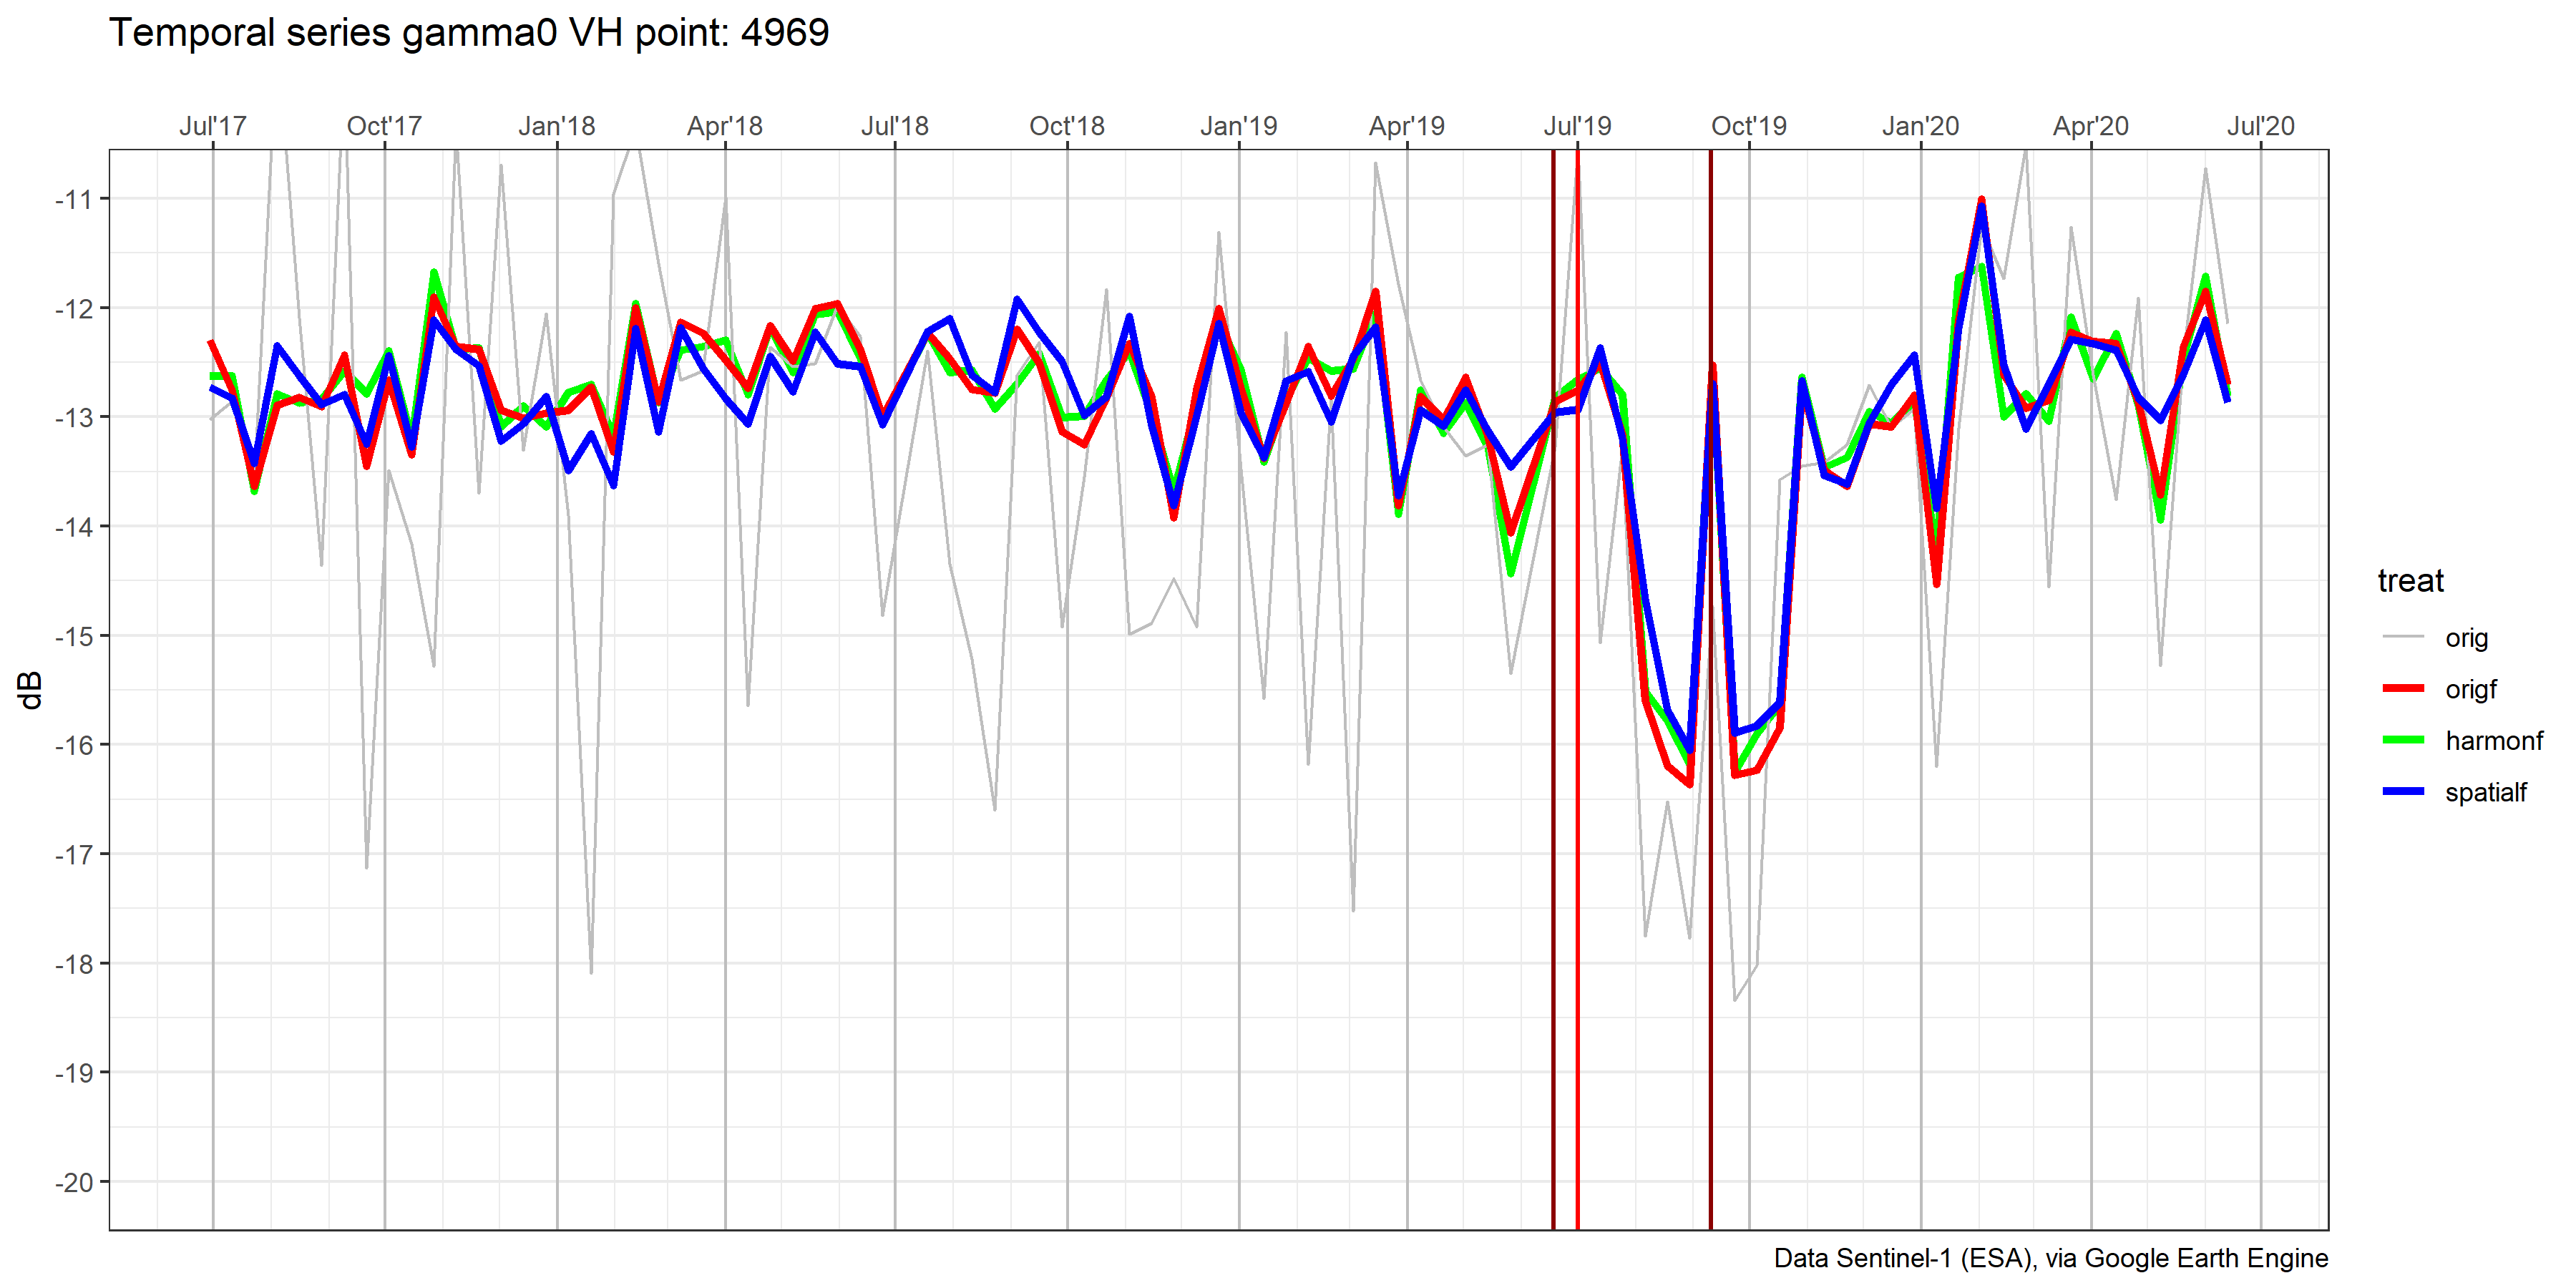 Temporal series gamma0 VH point: 4969
Jul'17 Oct'17 Jan'18 Apr'18 Jul'18 Oct'18 Jan'19 Apr'19 Jul'19 Oct'19 Jan'20 Apr'20 Jul'20
-11
-12
-13
-14
-15
-16
-17
-18
-19
-20
dB
treat
orig
origf
harmonf
spatialf
Data Sentinel-1 (ESA), via Google Earth Engine